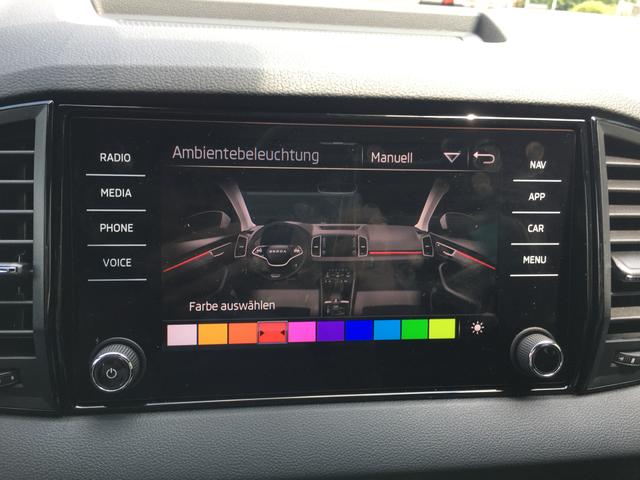 RADIO
MEDIA
PHONE
VOICE
Ambientebeleuchtung
Manuell
Farbe auswählen
NAV
APP
CAR
MENU